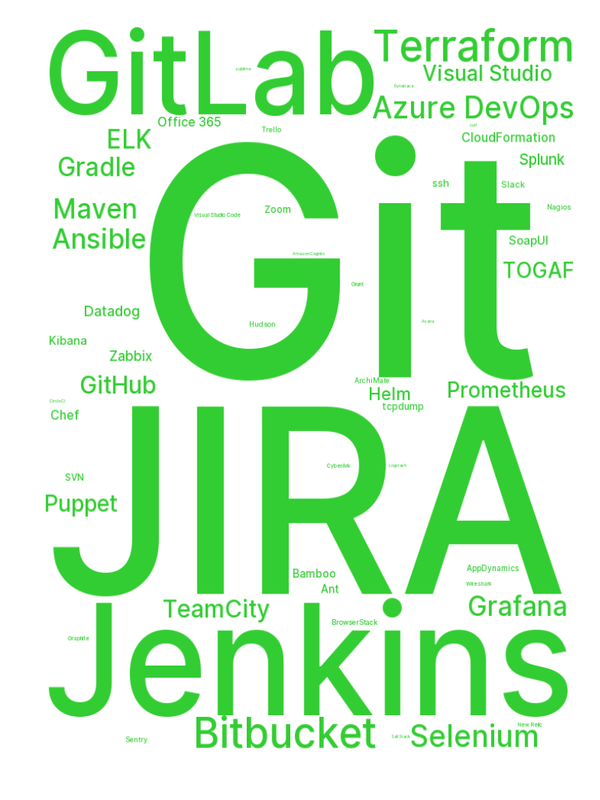 GitLab
Terraform
Visual Studio
Azure DevOps
Office 365
Trello
CloudFormation
ELK
Gradle
Splunk
ssh
Slack
Maven
Visual Studio Code
Zoom
Nagios
Ansible
Git
SoapUI
TOGAF
Datadog
Hudson
Kibana
Zabbix
GitHub
ArchiMate
Helm
Prometheus
CircleCI
Chef
tcpdump
JIRA
SVN
Puppet
Bamboo
AppDynamics
Ant
Wireshark
TeamCity
Grafana
BrowserStack
Graphite
Jenkins
Bitbucket
Selenium
New Relic
Sentry